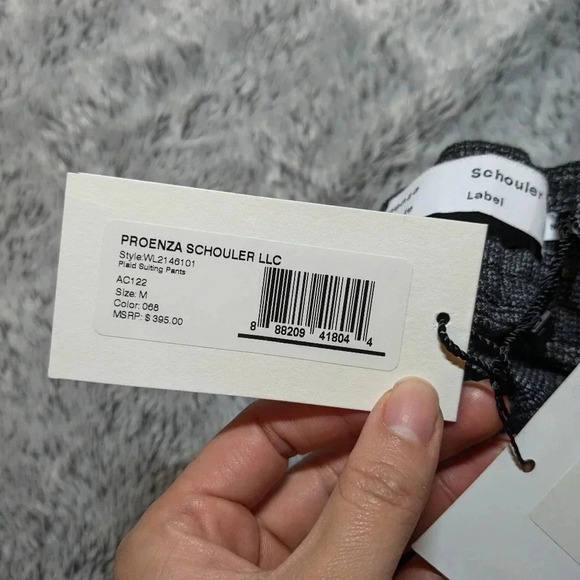 PROENZA SCHOULER LLC
Style:WL2146101
Plaid Suiting Pants
AC122
Size: M
Color: 068
MSRP: $ 395.00
8 88209 41804 4
Schouler
Label